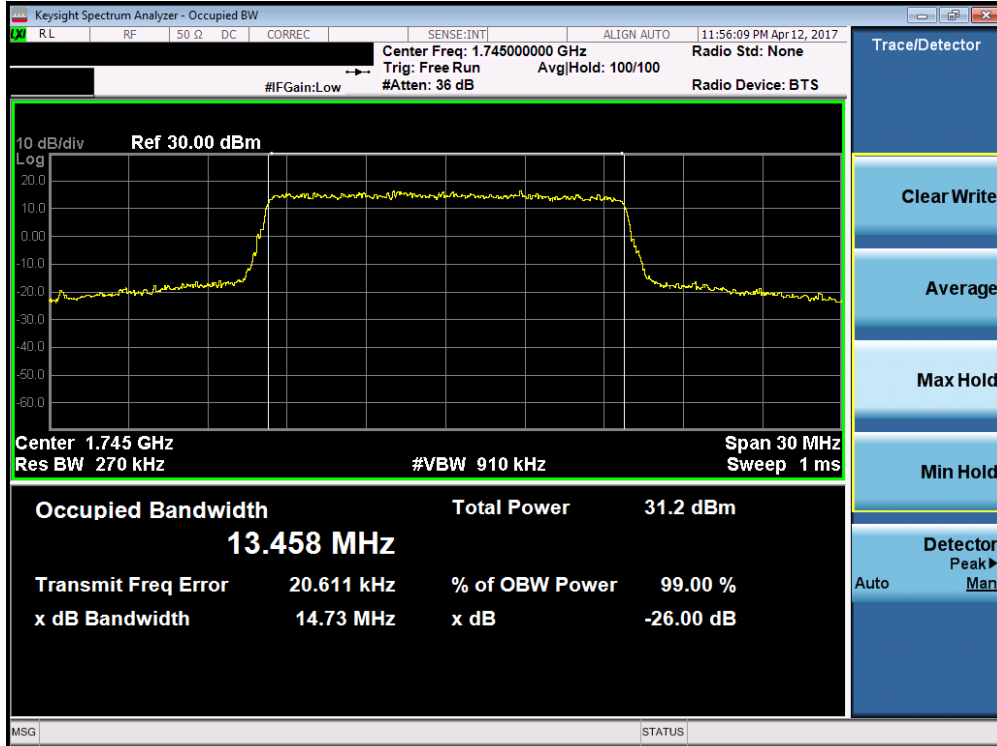 Keysight Spectrum Analyzer - Occupied BW
LXI RL RF 50 Ω DC CORREC SENSE:INT ALIGN AUTO 11:56:09 PM Apr 12, 2017
Center Freq: 1.745000000 GHz Radio Std: None
Trig: Free Run Avg|Hold: 100/100
#IFGain:Low #Atten: 36 dB Radio Device: BTS
10 dB/div Ref 30.00 dBm
Log
20.0
10.0
0.00
-10.0
-20.0
-30.0
-40.0
-50.0
-60.0
Center 1.745 GHz Span 30 MHz
Res BW 270 kHz #VBW 910 kHz Sweep 1 ms
Occupied Bandwidth Total Power 31.2 dBm
13.458 MHz
Transmit Freq Error 20.611 kHz % of OBW Power 99.00 %
x dB Bandwidth 14.73 MHz x dB -26.00 dB
MSG STATUS
Trace/Detector
Clear Write
Average
Max Hold
Min Hold
Detector
Peak▶
Auto Man